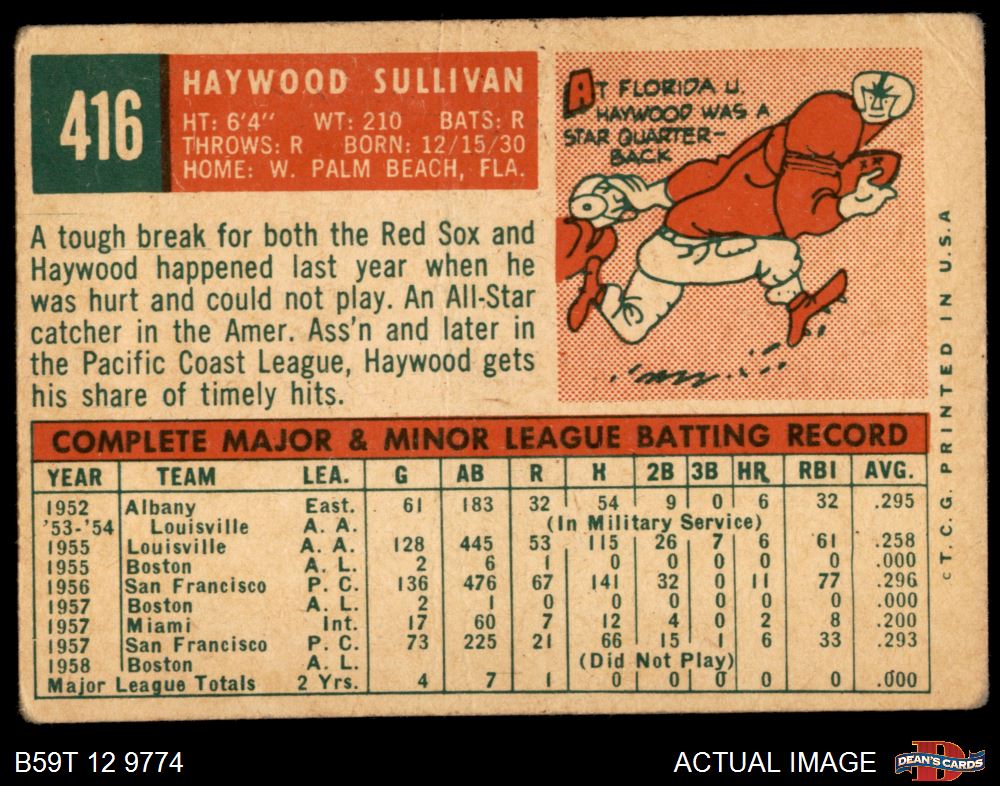 416
HAYWOOD SULLIVAN
HT: 6'4" WT: 210 BATS: R
THROWS: R BORN: 12/15/30
HOME: W. PALM BEACH, FLA.
AT FLORIDA U.
HAYWOOD WAS A
STAR QUARTER-
BACK
A tough break for both the Red Sox and
Haywood happened last year when he
was hurt and could not play. An All-Star
catcher in the Amer. Ass'n and later in
the Pacific Coast League, Haywood gets
his share of timely hits.
COMPLETE MAJOR & MINOR LEAGUE BATTING RECORD
YEAR TEAM LEA. G AB R H 2B 3B HR RBI AVG.
1952 Albany East. 61 183 32 54 9 0 6 32 .295
'53-'54 Louisville A. A. (In Military Service)
1955 Louisville A. A. 128 445 53 115 26 7 6 61 .258
1955 Boston A. L. 2 6 1 0 0 0 0 0 .000
1956 San Francisco P. C. 136 476 67 141 32 0 11 77 .296
1957 Boston A. L. 2 1 0 0 0 0 0 0 .000
1957 Miami Int. 17 60 7 12 4 0 2 8 .200
1957 San Francisco P. C. 73 225 21 66 15 1 6 33 .293
1958 Boston A. L. (Did Not Play)
Major League Totals 2 Yrs. 4 7 1 0 0 0 0 0 .000
c T. C. G. PRINTED IN U.S.A
B59T 12 9774
ACTUAL IMAGE
DEAN'S CARDS